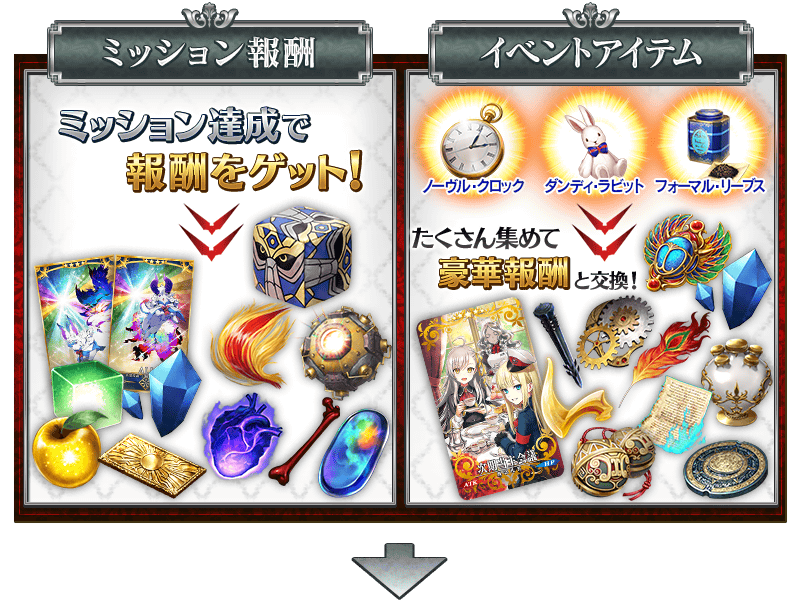 ミッション報酬
ミッション達成で
報酬をゲット!
イベントアイテム
ノーヴル・クロック
ダンディ・ラビット
フォーマル・リーブス
たくさん集めて
豪華報酬と交換!
ATK
HP